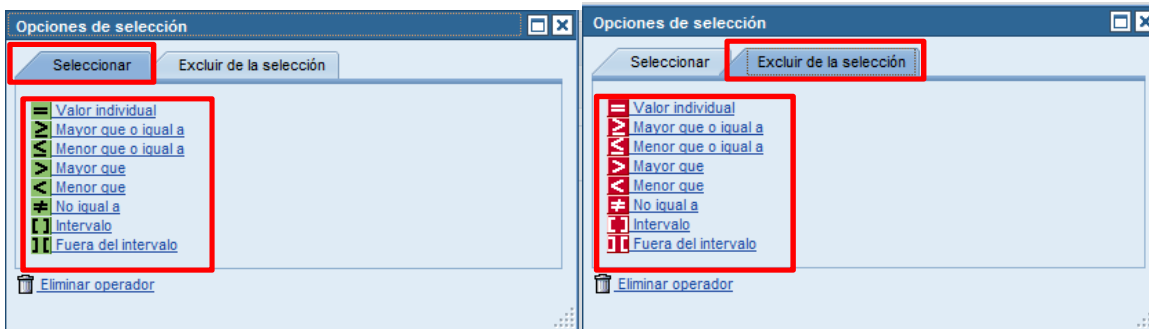 Opciones de selección
Seleccionar Excluir de la selección
Valor individual
Mayor que o igual a
Menor que o igual a
Mayor que
Menor que
No igual a
Intervalo
Fuera del intervalo
Eliminar operador
Opciones de selección
Seleccionar Excluir de la selección
Valor individual
Mayor que o igual a
Menor que o igual a
Mayor que
Menor que
No igual a
Intervalo
Fuera del intervalo
Eliminar operador